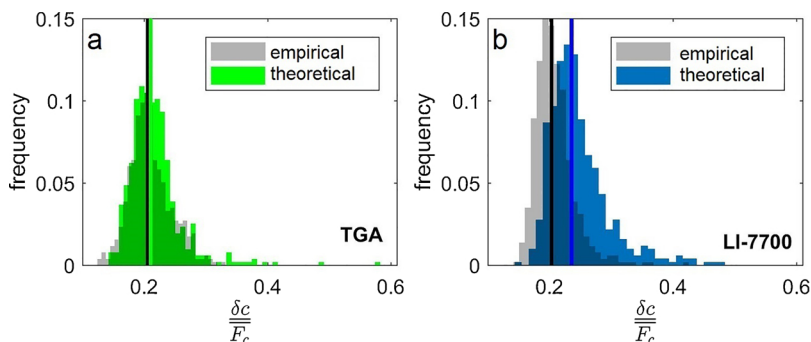 a
0.15
0.1
0.05
0
frequency
empirical
theoretical
TGA
0.2 0.4 0.6
δc
F_c
b
0.15
0.1
0.05
0
frequency
empirical
theoretical
LI-7700
0.2 0.4 0.6
δc
F_c